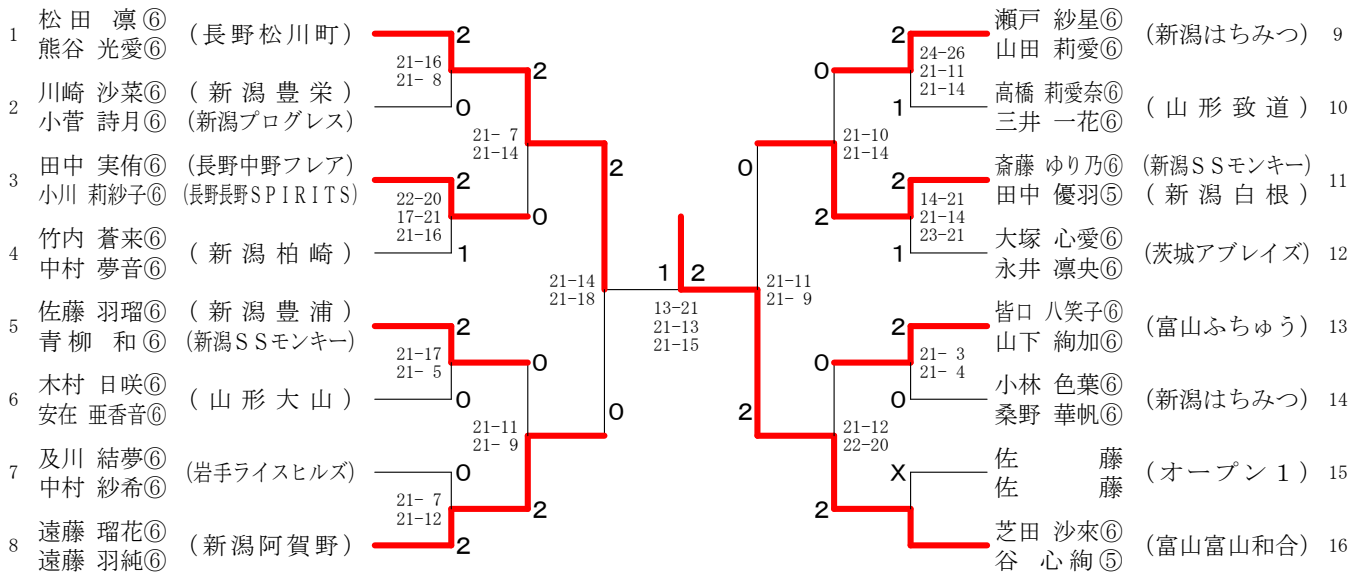 1 松田 凛⑥ (長野松川町)
熊谷 光愛⑥
2
21-16
21- 8
2
2 川崎 沙菜⑥ (新潟豊栄)
小菅 詩月⑥ (新潟プログレス)
0
21- 7
21-14
2
3 田中 実侑⑥ (長野中野フレア)
小川 莉紗子⑥ (長野長野SPIRITS)
2
22-20
17-21
21-16
0
4 竹内 蒼来⑥ (新潟柏崎)
中村 夢音⑥
1
21-14
21-18
5 佐藤 羽瑠⑥ (新潟豊浦)
青柳 和⑥ (新潟SSモンキー)
2
21-17
21- 5
0
6 木村 日咲⑥ (山形大山)
安在 亜香音⑥
0
21-11
21- 9
0
7 及川 結夢⑥ (岩手ライスヒルズ)
中村 紗希⑥
0
21- 7
21-12
2
8 遠藤 瑠花⑥ (新潟阿賀野)
遠藤 羽純⑥
2
1 2
13-21
21-13
21-15
瀬戸 紗星⑥ (新潟はちみつ) 9
山田 莉愛⑥
2
24-26
21-11
21-14
0
高橋 莉愛奈⑥ (山形致道) 10
三井 一花⑥
1
21-10
21-14
0
斎藤 ゆり乃⑥ (新潟SSモンキー) 11
田中 優羽⑤ (新潟白根)
2
14-21
21-14
23-21
2
大塚 心愛⑥ (茨城アブレイズ) 12
永井 凛央⑥
1
21-11
21- 9
皆口 八笑子⑥ (富山ふちゅう) 13
山下 絢加⑥
2
21- 3
21- 4
0
小林 色葉⑥ (新潟はちみつ) 14
桑野 華帆⑥
0
21-12
22-20
2
佐藤 (オープン1) 15
佐藤
X
2
芝田 沙來⑥ (富山富山和合) 16
谷 心絢⑤